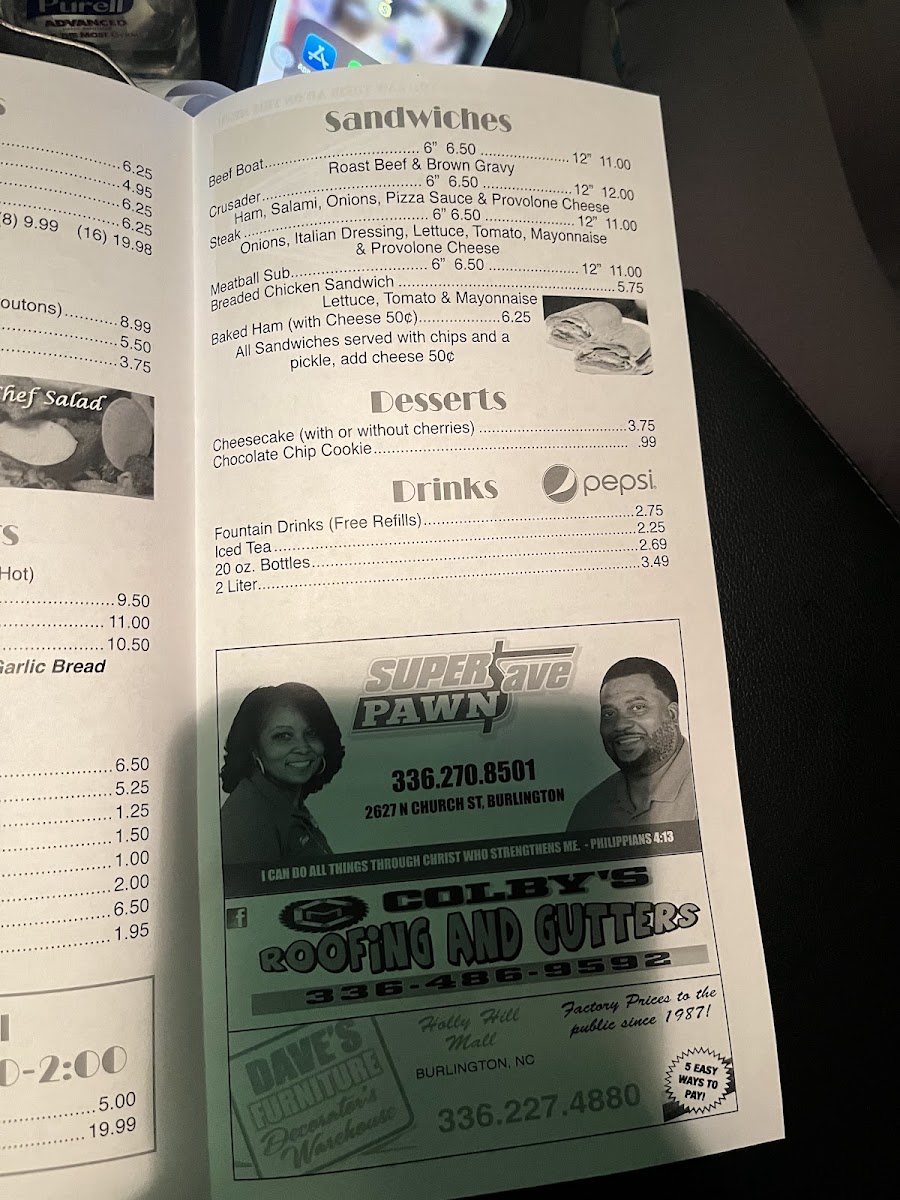 Purell
ADVANCED
6.25
4.95
6.25
6.25
(8) 9.99 (16) 19.98
outons)..........8.99
5.50
3.75
Chef Salad
Hot)
9.50
11.00
10.50
Garlic Bread
6.50
5.25
1.25
1.50
1.00
2.00
6.50
1.95
0-2:00
5.00
19.99
Sandwiches
Beef Boat.................................. 6” 6.50 .................... 12” 11.00
Roast Beef & Brown Gravy
Crusader.................................... 6” 6.50 .................... 12” 12.00
Ham, Salami, Onions, Pizza Sauce & Provolone Cheese
Steak ........................................ 6” 6.50 .................... 12” 11.00
Onions, Italian Dressing, Lettuce, Tomato, Mayonnaise
& Provolone Cheese
Meatball Sub............................. 6” 6.50 .................... 12” 11.00
Breaded Chicken Sandwich ..................................................5.75
Lettuce, Tomato & Mayonnaise
Baked Ham (with Cheese 50¢)..................6.25
All Sandwiches served with chips and a
pickle, add cheese 50¢
Desserts
Cheesecake (with or without cherries) ..............................3.75
Chocolate Chip Cookie.................................................... .99
Drinks
pepsi
Fountain Drinks (Free Refills)...........................................2.75
Iced Tea..........................................................................2.25
20 oz. Bottles..................................................................2.69
2 Liter.............................................................................3.49
SUPER Save
PAWN
336.270.8501
2627 N CHURCH ST, BURLINGTON
I CAN DO ALL THINGS THROUGH CHRIST WHO STRENGTHENS ME. - PHILIPPIANS 4:13
f
COLBY'S
ROOFING AND GUTTERS
336-486-9592
DAVE'S
FURNITURE
Decorator's
Warehouse
Holly Hill
Mall
BURLINGTON, NC
336.227.4880
Factory Prices to the
public since 1987!
5 EASY
WAYS TO
PAY!